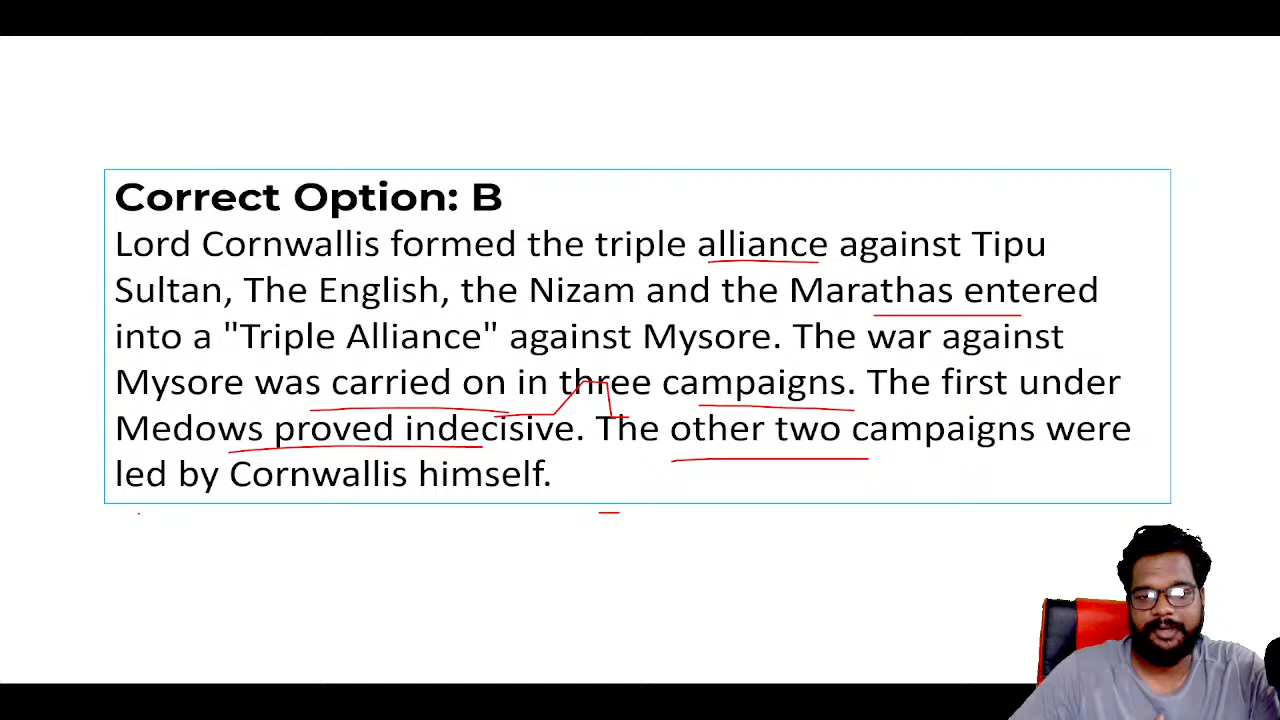 Correct Option: B
Lord Cornwallis formed the triple alliance against Tipu
Sultan, The English, the Nizam and the Marathas entered
into a "Triple Alliance" against Mysore. The war against
Mysore was carried on in three campaigns. The first under
Medows proved indecisive. The other two campaigns were
led by Cornwallis himself.